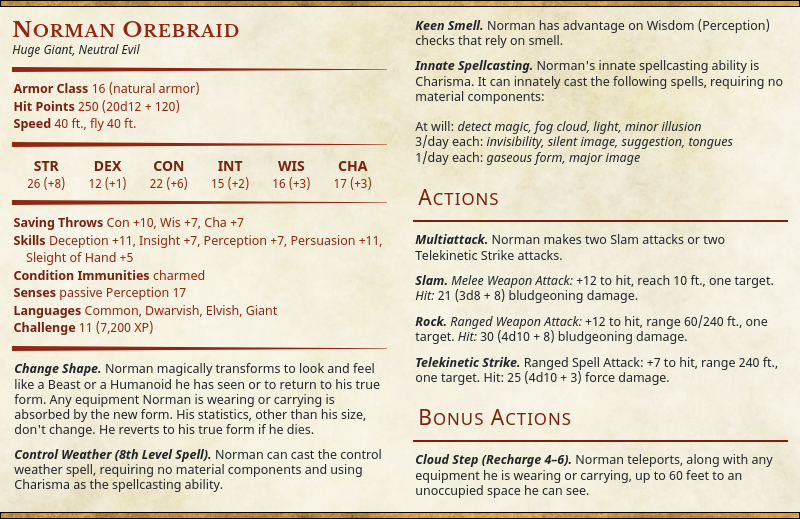 Norman Orebraid
Huge Giant, Neutral Evil
Armor Class 16 (natural armor)
Hit Points 250 (20d12 + 120)
Speed 40 ft., fly 40 ft.
STR DEX CON INT WIS CHA
26 (+8) 12 (+1) 22 (+6) 15 (+2) 16 (+3) 17 (+3)
Saving Throws Con +10, Wis +7, Cha +7
Skills Deception +11, Insight +7, Perception +7, Persuasion +11,
Sleight of Hand +5
Condition Immunities charmed
Senses passive Perception 17
Languages Common, Dwarvish, Elvish, Giant
Challenge 11 (7,200 XP)
Change Shape. Norman magically transforms to look and feel
like a Beast or a Humanoid he has seen or to return to his true
form. Any equipment Norman is wearing or carrying is
absorbed by the new form. His statistics, other than his size,
don't change. He reverts to his true form if he dies.
Control Weather (8th Level Spell). Norman can cast the control
weather spell, requiring no material components and using
Charisma as the spellcasting ability.
Keen Smell. Norman has advantage on Wisdom (Perception)
checks that rely on smell.
Innate Spellcasting. Norman's innate spellcasting ability is
Charisma. It can innately cast the following spells, requiring no
material components:
At will: detect magic, fog cloud, light, minor illusion
3/day each: invisibility, silent image, suggestion, tongues
1/day each: gaseous form, major image
Actions
Multiattack. Norman makes two Slam attacks or two
Telekinetic Strike attacks.
Slam. Melee Weapon Attack: +12 to hit, reach 10 ft., one target.
Hit: 21 (3d8 + 8) bludgeoning damage.
Rock. Ranged Weapon Attack: +12 to hit, range 60/240 ft., one
target. Hit: 30 (4d10 + 8) bludgeoning damage.
Telekinetic Strike. Ranged Spell Attack: +7 to hit, range 240 ft.,
one target. Hit: 25 (4d10 + 3) force damage.
Bonus Actions
Cloud Step (Recharge 4–6). Norman teleports, along with any
equipment he is wearing or carrying, up to 60 feet to an
unoccupied space he can see.